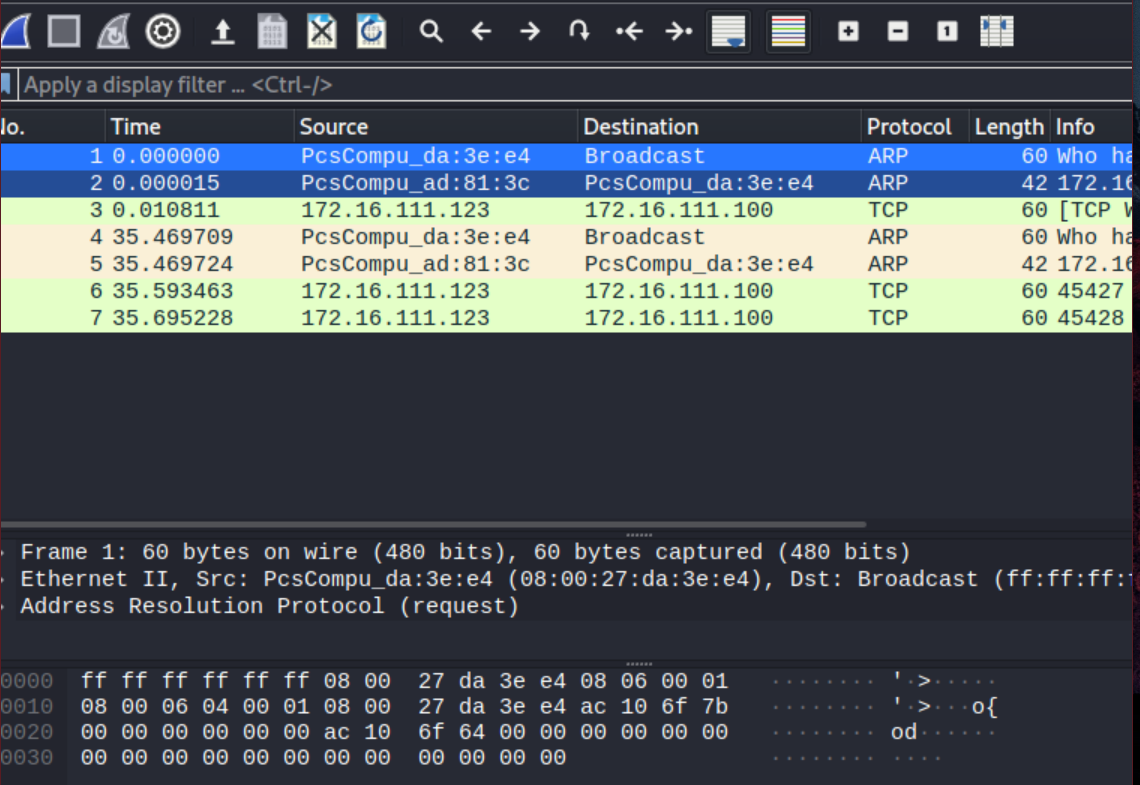 Apply a display filter … <Ctrl-/>
No. Time Source Destination Protocol Length Info
1 0.000000 PcsCompu_da:3e:e4 Broadcast ARP 60 Who ha
2 0.000015 PcsCompu_ad:81:3c PcsCompu_da:3e:e4 ARP 42 172.16
3 0.010811 172.16.111.123 172.16.111.100 TCP 60 [TCP W
4 35.469709 PcsCompu_da:3e:e4 Broadcast ARP 60 Who ha
5 35.469724 PcsCompu_ad:81:3c PcsCompu_da:3e:e4 ARP 42 172.16
6 35.593463 172.16.111.123 172.16.111.100 TCP 60 45427
7 35.695228 172.16.111.123 172.16.111.100 TCP 60 45428
Frame 1: 60 bytes on wire (480 bits), 60 bytes captured (480 bits)
Ethernet II, Src: PcsCompu_da:3e:e4 (08:00:27:da:3e:e4), Dst: Broadcast (ff:ff:ff:
Address Resolution Protocol (request)
0000 ff ff ff ff ff ff 08 00 27 da 3e e4 08 06 00 01 ········ '·>·····
0010 08 00 06 04 00 01 08 00 27 da 3e e4 ac 10 6f 7b ········ '·>···o{
0020 00 00 00 00 00 00 ac 10 6f 64 00 00 00 00 00 00 ········ od······
0030 00 00 00 00 00 00 00 00 00 00 00 00 ········ ····